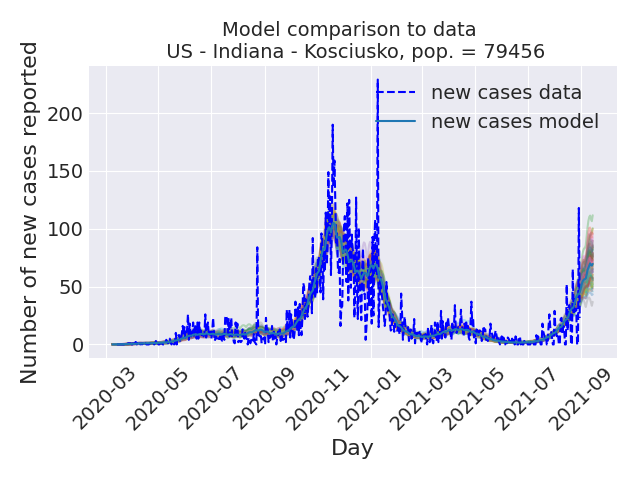 Model comparison to data
US - Indiana - Kosciusko, pop. = 79456
Number of new cases reported
200
150
100
50
0
new cases data
new cases model
2020-03
2020-05
2020-07
2020-09
2020-11
2021-01
2021-03
2021-05
2021-07
2021-09
Day